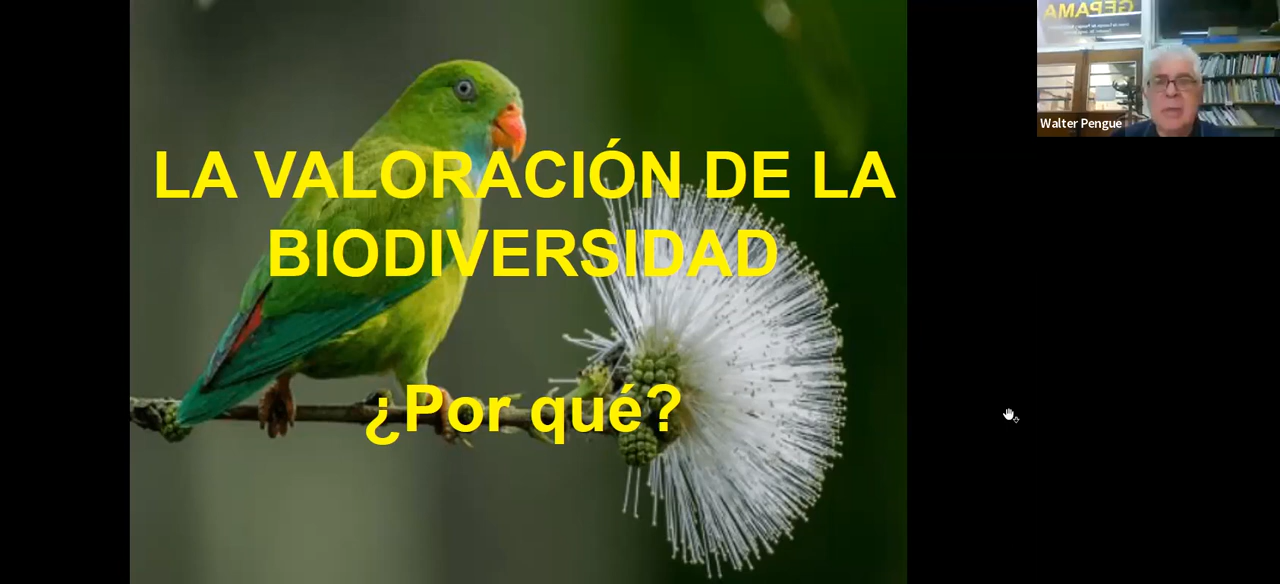 LA VALORACIÓN DE LA
BIODIVERSIDAD
¿Por qué?
GEPAMA
Walter Pengue